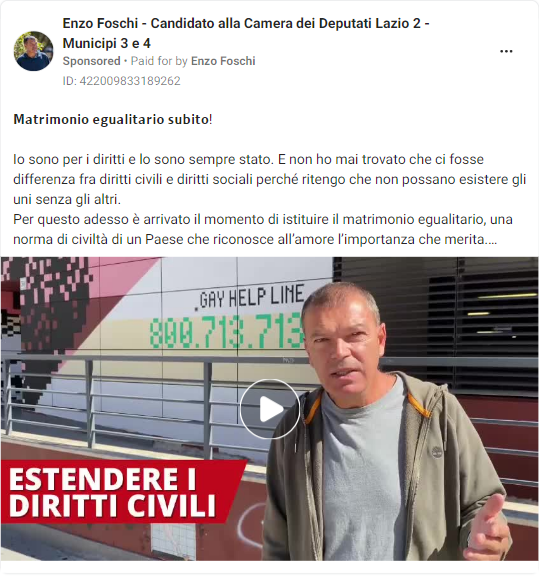 Enzo Foschi - Candidato alla Camera dei Deputati Lazio 2 -
Municipi 3 e 4
Sponsored • Paid for by Enzo Foschi
ID: 422009833189262
Matrimonio egualitario subito!
Io sono per i diritti e lo sono sempre stato. E non ho mai trovato che ci fosse
differenza fra diritti civili e diritti sociali perché ritengo che non possano esistere gli
uni senza gli altri.
Per questo adesso è arrivato il momento di istituire il matrimonio egualitario, una
norma di civiltà di un Paese che riconosce all’amore l’importanza che merita....
.GAY HELP LINE
800.713.713
ESTENDERE I
DIRITTI CIVILI